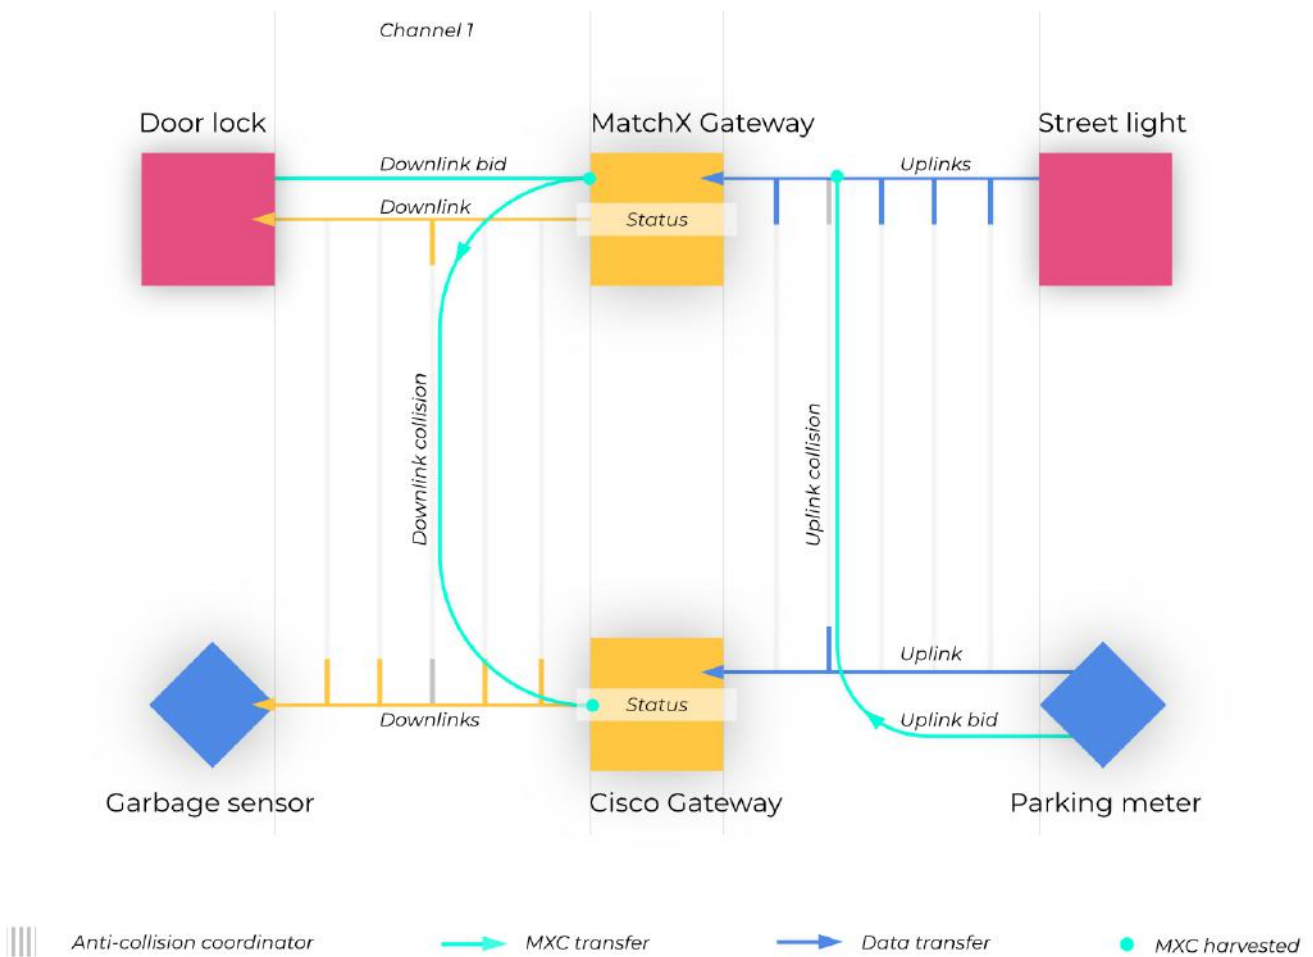 Channel 1
Door lock
MatchX Gateway
Street light
Downlink bid
Uplinks
Downlink
Status
Downlink collision
Uplink collision
Uplink
Status
Downlinks
Uplink bid
Garbage sensor
Cisco Gateway
Parking meter
Anti-collision coordinator
MXC transfer
Data transfer
MXC harvested